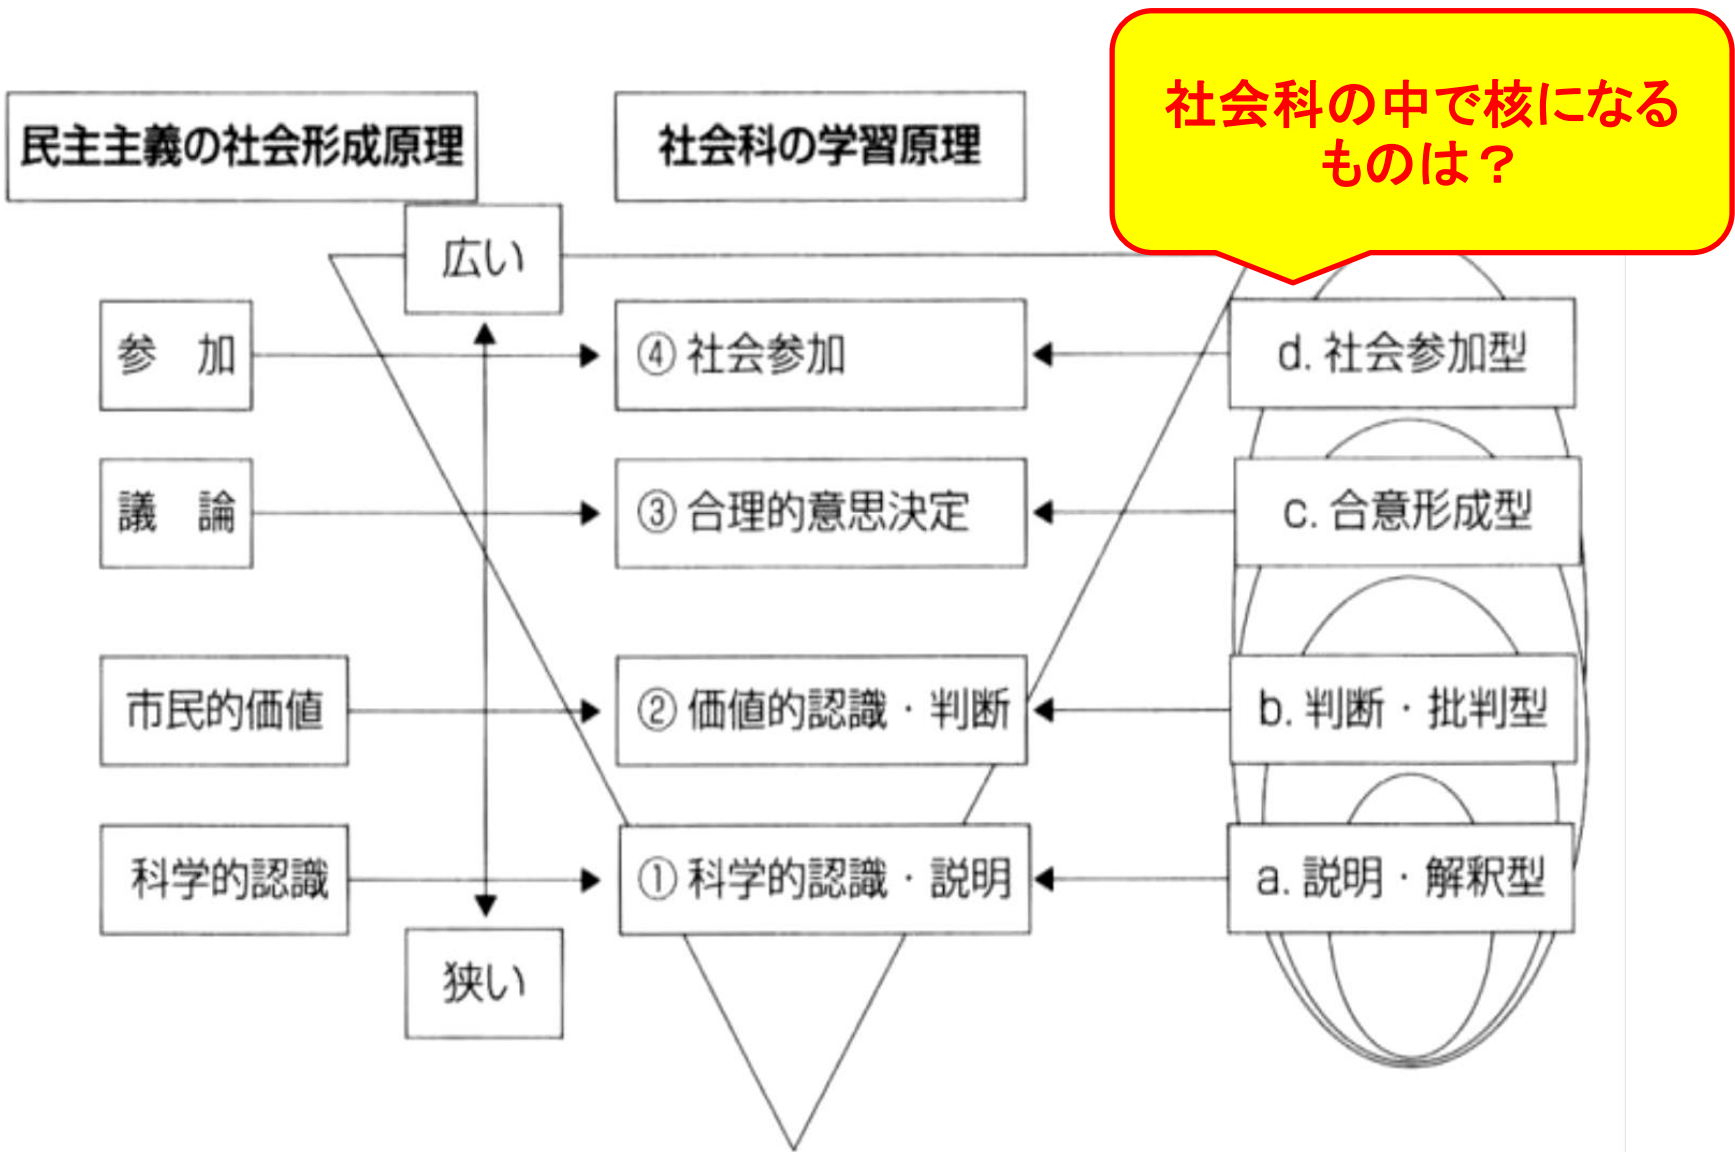 社会科の中で核になる
ものは？
民主主義の社会形成原理
社会科の学習原理
広い
参　加
④ 社会参加
d. 社会参加型
議　論
③ 合理的意思決定
c. 合意形成型
市民的価値
② 価値的認識・判断
b. 判断・批判型
科学的認識
① 科学的認識・説明
a. 説明・解釈型
狭い